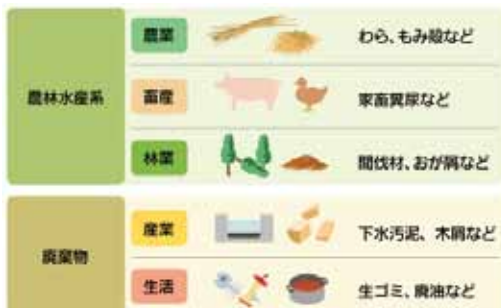 農業
わら、もみ殻など
農林水産系
畜産
家畜糞尿など
林業
間伐材、おが屑など
廃棄物
産業
下水汚泥、木屑など
生活
生ゴミ、廃油など